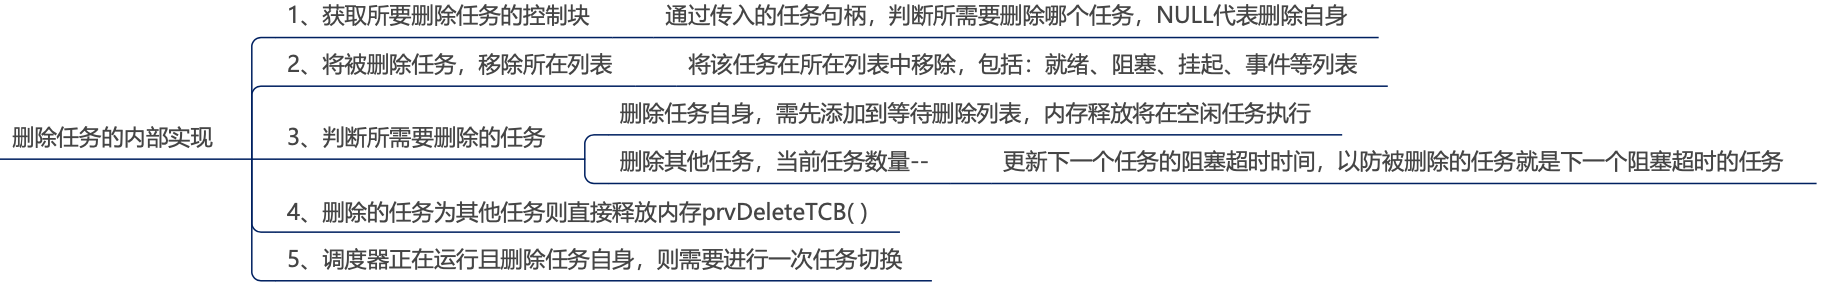 1、获取所要删除任务的控制块 通过传入的任务句柄，判断所需要删除哪个任务，NULL代表删除自身
2、将被删除任务，移除所在列表 将该任务在所在列表中移除，包括：就绪、阻塞、挂起、事件等列表
删除任务的内部实现
3、判断所需要删除的任务
删除任务自身，需先添加到等待删除列表，内存释放将在空闲任务执行
删除其他任务，当前任务数量-- 更新下一个任务的阻塞超时时间，以防被删除的任务就是下一个阻塞超时的任务
4、删除的任务为其他任务则直接释放内存prvDeleteTCB( )
5、调度器正在运行且删除任务自身，则需要进行一次任务切换